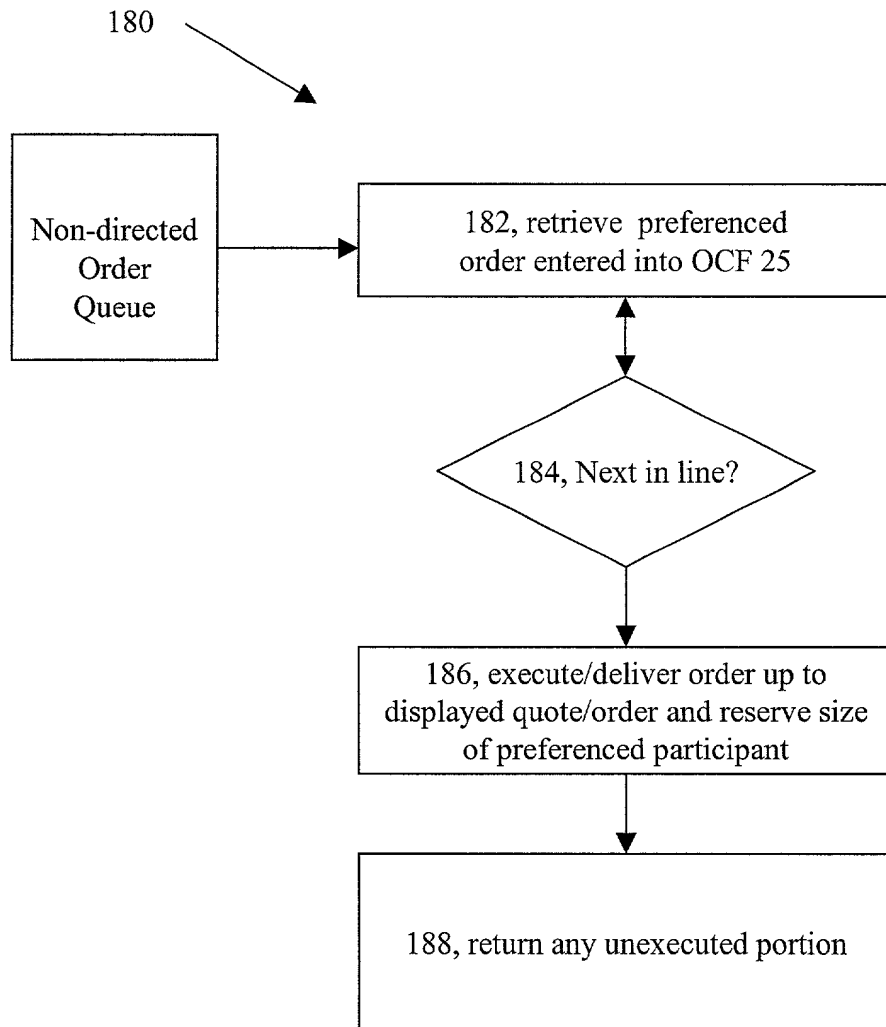 180
Non-directed
Order
Queue
182, retrieve preferenced
order entered into OCF 25
184, Next in line?
186, execute/deliver order up to
displayed quote/order and reserve size
of preferenced participant
188, return any unexecuted portion